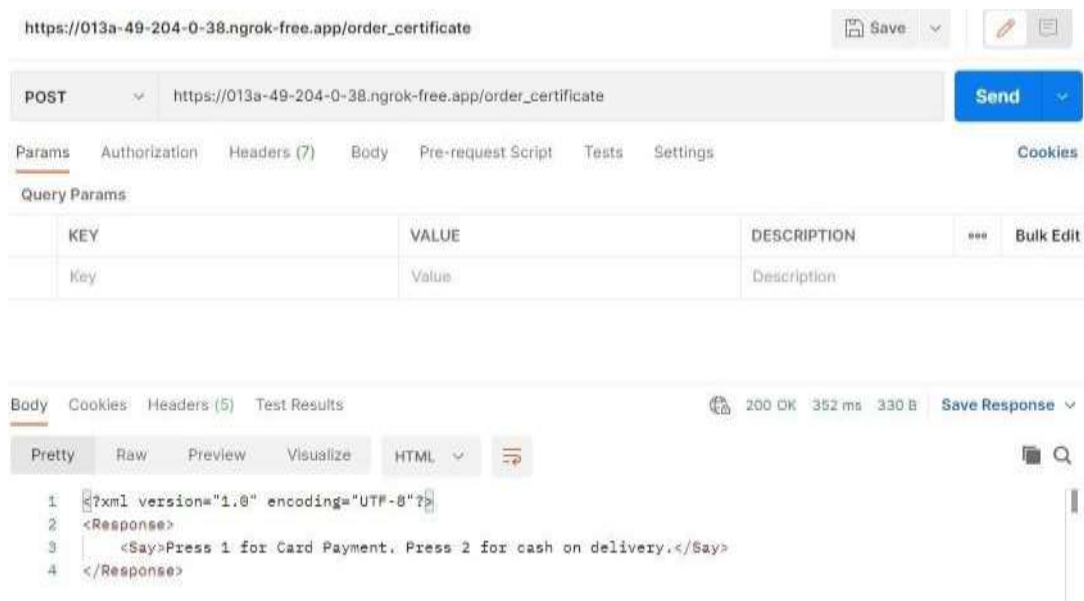 https://013a-49-204-0-38.ngrok-free.app/order_certificate Save
POST https://013a-49-204-0-38.ngrok-free.app/order_certificate Send
Params Authorization Headers (7) Body Pre-request Script Tests Settings Cookies
Query Params
KEY VALUE DESCRIPTION Bulk Edit
Key Value Description
Body Cookies Headers (5) Test Results 200 OK 352 ms 330 B Save Response
Pretty Raw Preview Visualize HTML
1 <?xml version="1.0" encoding="UTF-8"?>
2 <Response>
3 <Say>Press 1 for Card Payment. Press 2 for cash on delivery.</Say>
4 </Response>